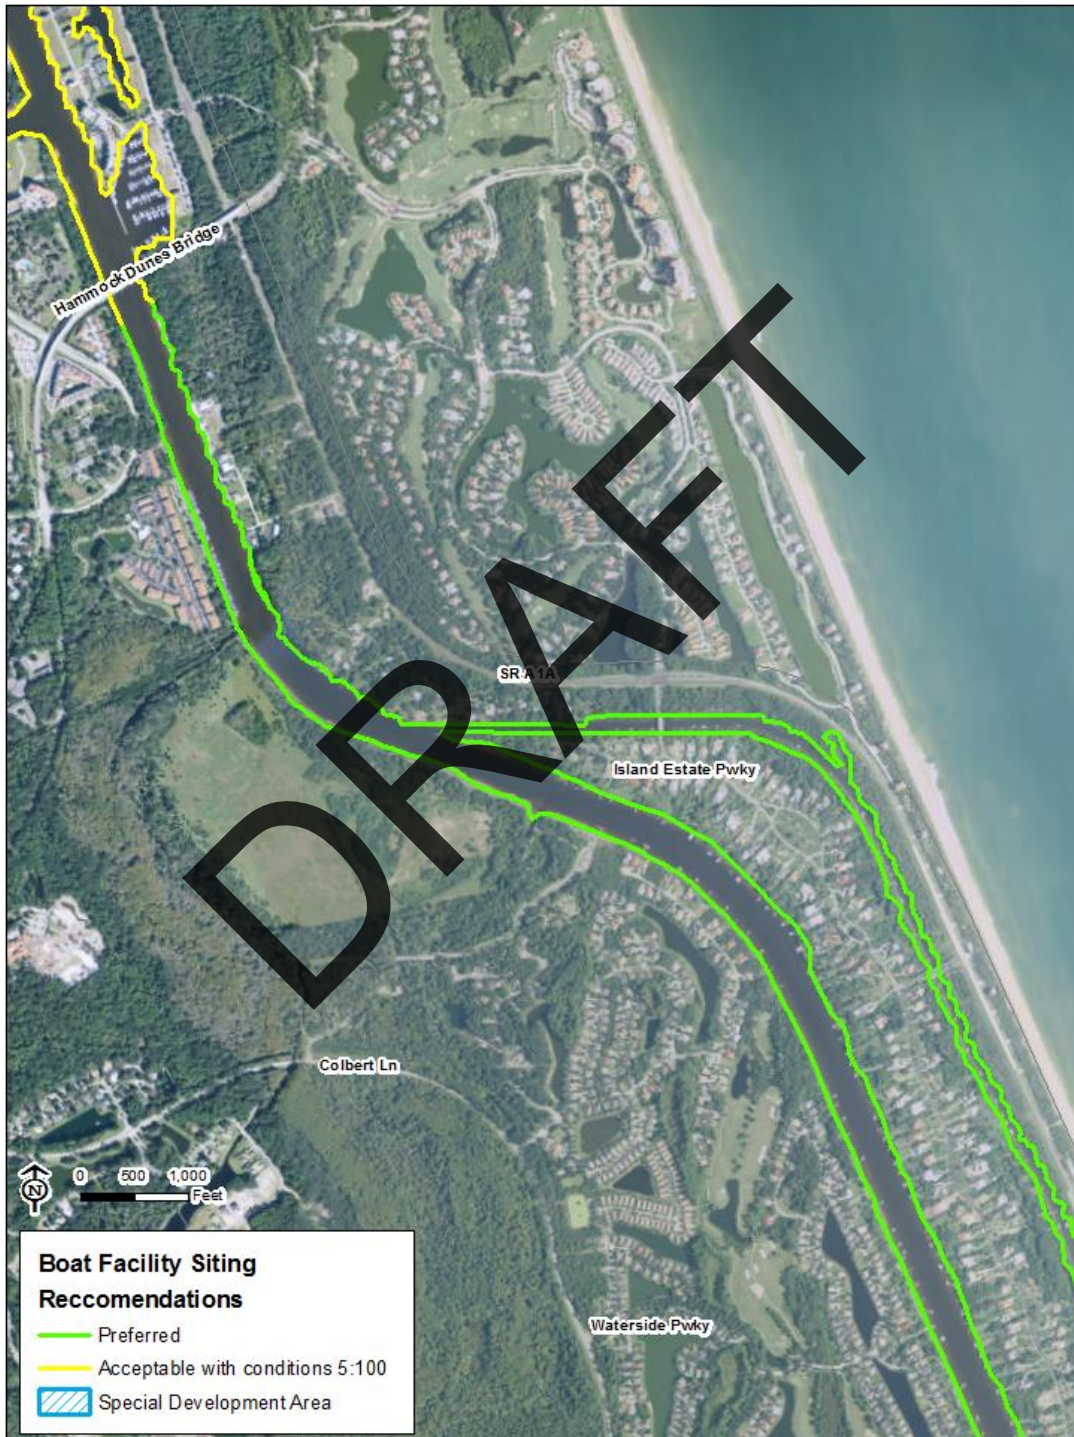 Hammock Dunes Bridge
DRAFT
SR A1A
Island Estate Pwky
Colbert Ln
N
0 500 1,000
Feet
Waterside Pwky
Boat Facility Siting
Reccomendations
Preferred
Acceptable with conditions 5:100
Special Development Area